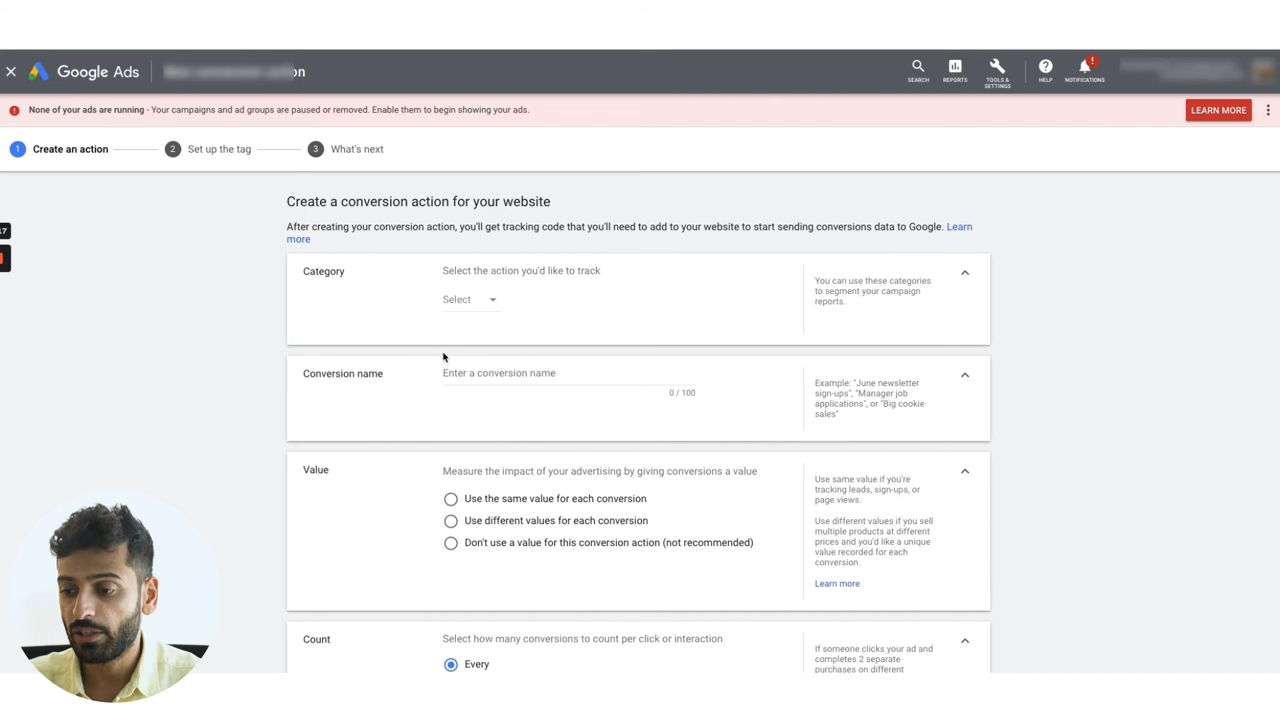 Google Ads
on
SEARCH
REPORTS
TOOLS &
SETTINGS
HELP
!
NOTIFICATIONS
! None of your ads are running - Your campaigns and ad groups are paused or removed. Enable them to begin showing your ads.
LEARN MORE
1 Create an action
2 Set up the tag
3 What's next
17
Create a conversion action for your website
After creating your conversion action, you'll get tracking code that you'll need to add to your website to start sending conversions data to Google. Learn
more
Category
Select the action you'd like to track
Select
You can use these categories
to segment your campaign
reports.
Conversion name
Enter a conversion name
0 / 100
Example: "June newsletter
sign-ups", "Manager job
applications", or "Big cookie
sales"
Value
Measure the impact of your advertising by giving conversions a value
Use the same value for each conversion
Use different values for each conversion
Don't use a value for this conversion action (not recommended)
Use same value if you're
tracking leads, sign-ups, or
page views.
Use different values if you sell
multiple products at different
prices and you'd like a unique
value recorded for each
conversion.
Learn more
Count
Select how many conversions to count per click or interaction
Every
If someone clicks your ad and
completes 2 separate
purchases on different